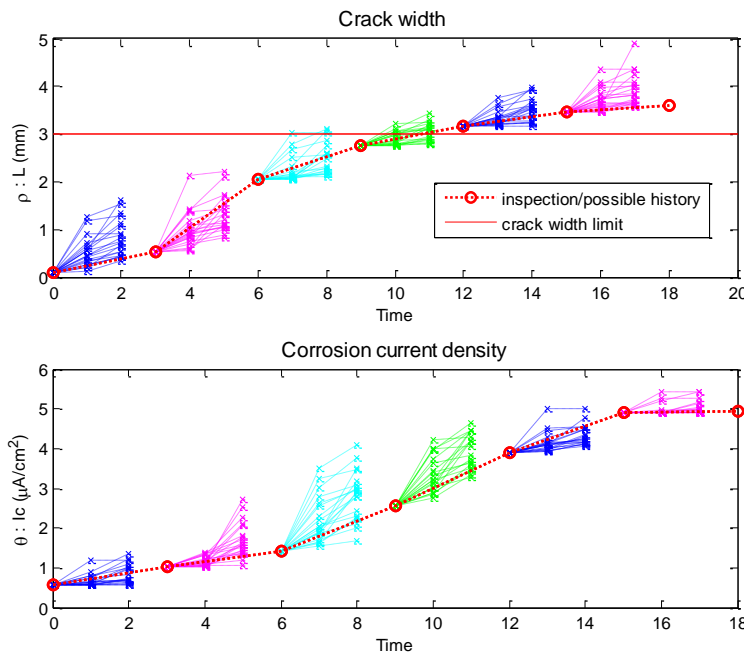 Crack width
5
4
3
2
1
0
ρ : L (mm)
inspection/possible history
crack width limit
0 2 4 6 8 10 12 14 16 18 20
Time
Corrosion current density
6
5
4
3
2
1
0
θ : Ic (μA/cm²)
0 2 4 6 8 10 12 14 16 18
Time